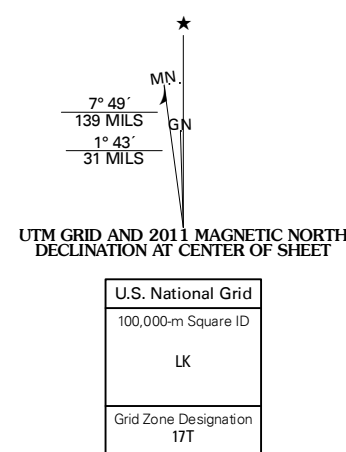 ★
MN.
7° 49´
139 MILS
GN
1° 43´
31 MILS
UTM GRID AND 2011 MAGNETIC NORTH
DECLINATION AT CENTER OF SHEET
U.S. National Grid
100,000-m Square ID
LK
Grid Zone Designation
17T